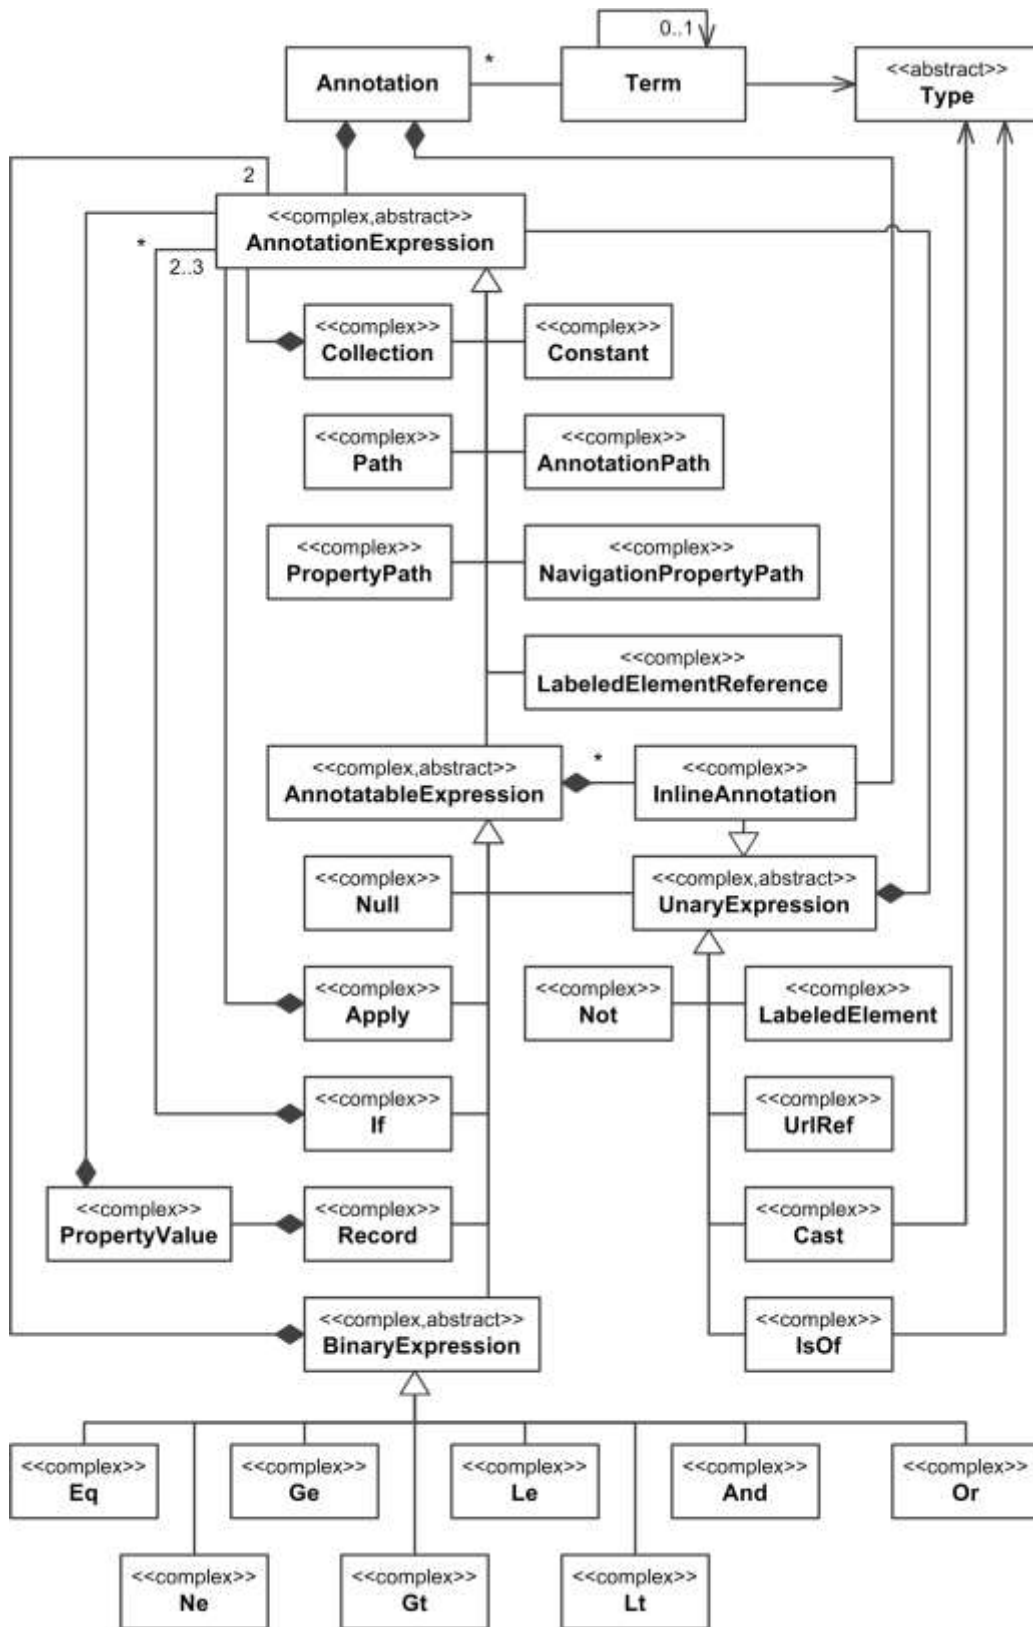 0..1
*
Annotation
Term
<<abstract>>
Type
2
<<complex,abstract>>
AnnotationExpression
*
2..3
<<complex>>
Collection
<<complex>>
Constant
<<complex>>
Path
<<complex>>
AnnotationPath
<<complex>>
PropertyPath
<<complex>>
NavigationPropertyPath
<<complex>>
LabeledElementReference
<<complex,abstract>>
AnnotatableExpression
*
<<complex>>
InlineAnnotation
<<complex>>
Null
<<complex,abstract>>
UnaryExpression
<<complex>>
Apply
<<complex>>
Not
<<complex>>
LabeledElement
<<complex>>
If
<<complex>>
UrlRef
<<complex>>
PropertyValue
<<complex>>
Record
<<complex>>
Cast
<<complex,abstract>>
BinaryExpression
<<complex>>
IsOf
<<complex>>
Eq
<<complex>>
Ge
<<complex>>
Le
<<complex>>
And
<<complex>>
Or
<<complex>>
Ne
<<complex>>
Gt
<<complex>>
Lt